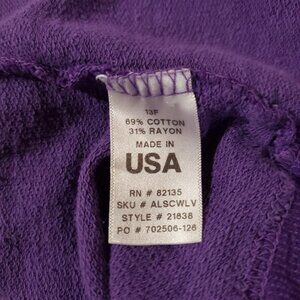 13F
69% COTTON
31% RAYON
MADE IN
USA
RN # 82135
SKU # ALSCWLV
STYLE # 21838
PO # 702506-126